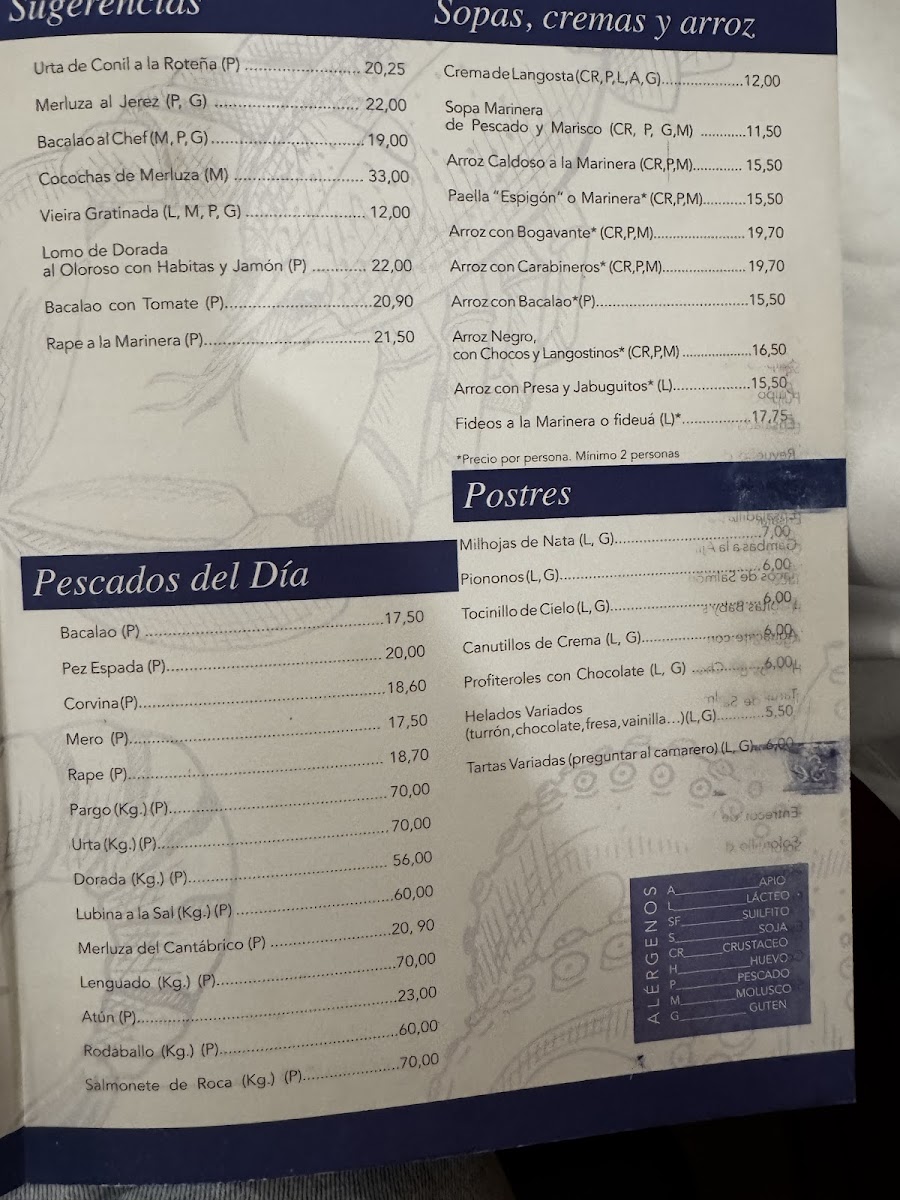 Sugerencias
Urta de Conil a la Roteña (P) ........................ 20,25
Merluza al Jerez (P, G) ........................ 22,00
Bacalao al Chef (M, P, G) ........................ 19,00
Cocochas de Merluza (M) ........................ 33,00
Vieira Gratinada (L, M, P, G) ........................ 12,00
Lomo de Dorada
al Oloroso con Habitas y Jamón (P) ............ 22,00
Bacalao con Tomate (P)........................20,90
Rape a la Marinera (P)........................ 21,50
Pescados del Día
Bacalao (P) ........................17,50
Pez Espada (P)........................ 20,00
Corvina(P)........................ 18,60
Mero (P)........................ 17,50
Rape (P)........................ 18,70
Pargo (Kg.) (P)........................ 70,00
Urta (Kg.) (P)........................ 70,00
Dorada (Kg.) (P)........................ 56,00
Lubina a la Sal (Kg.) (P) ........................60,00
Merluza del Cantábrico (P) ........................20, 90
Lenguado (Kg.) (P)........................70,00
Atún (P)........................23,00
Rodaballo (Kg.) (P)........................60,00
Salmonete de Roca (Kg.) (P)........................70,00
Sopas, cremas y arroz
Crema de Langosta (CR, P, L, A, G)........................12,00
Sopa Marinera
de Pescado y Marisco (CR, P, G,M) ...........11,50
Arroz Caldoso a la Marinera (CR,P,M)............ 15,50
Paella "Espigón" o Marinera* (CR,P,M)..........15,50
Arroz con Bogavante* (CR,P,M)........................19,70
Arroz con Carabineros* (CR,P,M)........................19,70
Arroz con Bacalao*(P)........................15,50
Arroz Negro,
con Chocos y Langostinos* (CR,P,M) ..................16,50
Arroz con Presa y Jabuguitos* (L)..................15,50
Fideos a la Marinera o fideuá (L)*..................17,75
*Precio por persona. Mínimo 2 personas
Postres
Milhojas de Nata (L, G)........................7,00
Piononos (L, G)........................6,00
Tocinillo de Cielo (L, G)........................6,00
Canutillos de Crema (L, G)........................6,00
Profiteroles con Chocolate (L, G) ..................6,00
Helados Variados
(turrón, chocolate, fresa, vainilla...)(L,G)............5,50
Tartas Variadas (preguntar al camarero) (L, G)...6,00
ALÉRGENOS
A__________APIO
L__________LÁCTEO
SF__________SUILFITO
S__________SOJA
CR__________CRUSTACEO
H__________HUEVO
P__________PESCADO
M__________MOLUSCO
G__________GUTEN